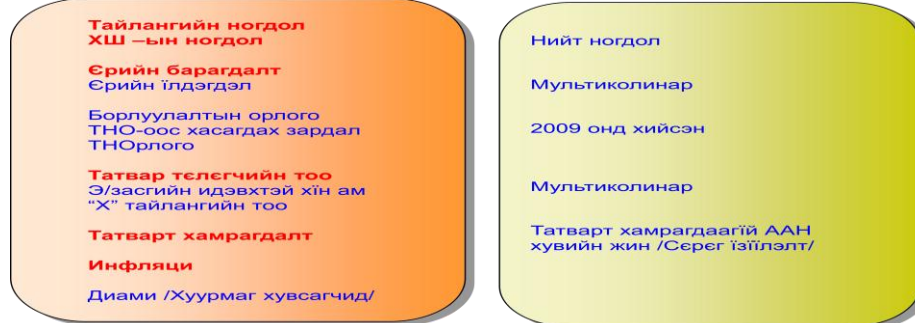 Тайлангийн ногдол
ХШ –ын ногдол
Єрийн барагдалт
Єрийн їлдэгдэл
Борлуулалтын орлого
ТНО-оос хасагдах зардал
ТНОрлого
Татвар тєлєгчийн тоо
Э/засгийн идэвхтэй хїн ам
“Х” тайлангийн тоо
Татварт хамрагдалт
Инфляци
Диами /Хуурмаг хувсагчид/
Нийт ногдол
Мультиколинар
2009 онд хийсэн
Мультиколинар
Татварт хамрагдаагїй ААН
хувийн жин /Сєрєг їзїїлэлт/